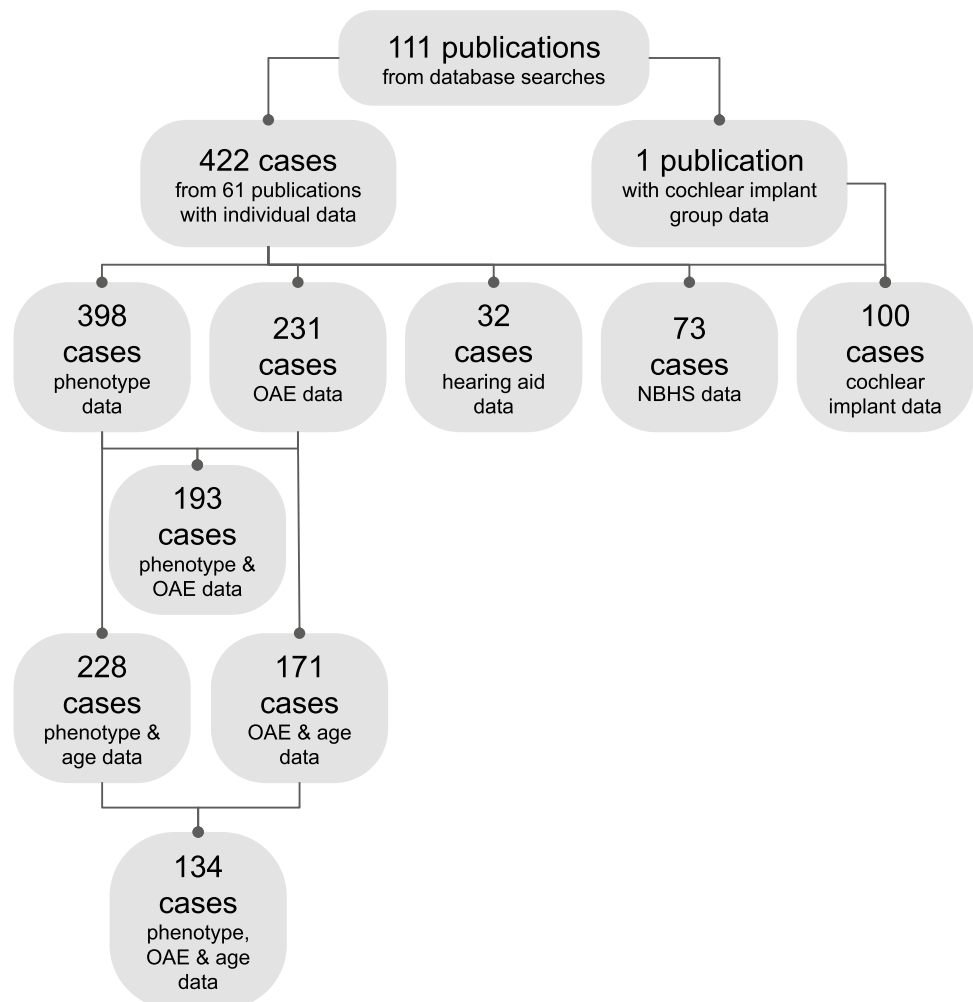 111 publications
from database searches
422 cases
from 61 publications
with individual data
1 publication
with cochlear implant
group data
398
cases
phenotype
data
231
cases
OAE data
32
cases
hearing aid
data
73
cases
NBHS data
100
cases
cochlear
implant data
193
cases
phenotype &
OAE data
228
cases
phenotype &
age data
171
cases
OAE & age
data
134
cases
phenotype,
OAE & age
data